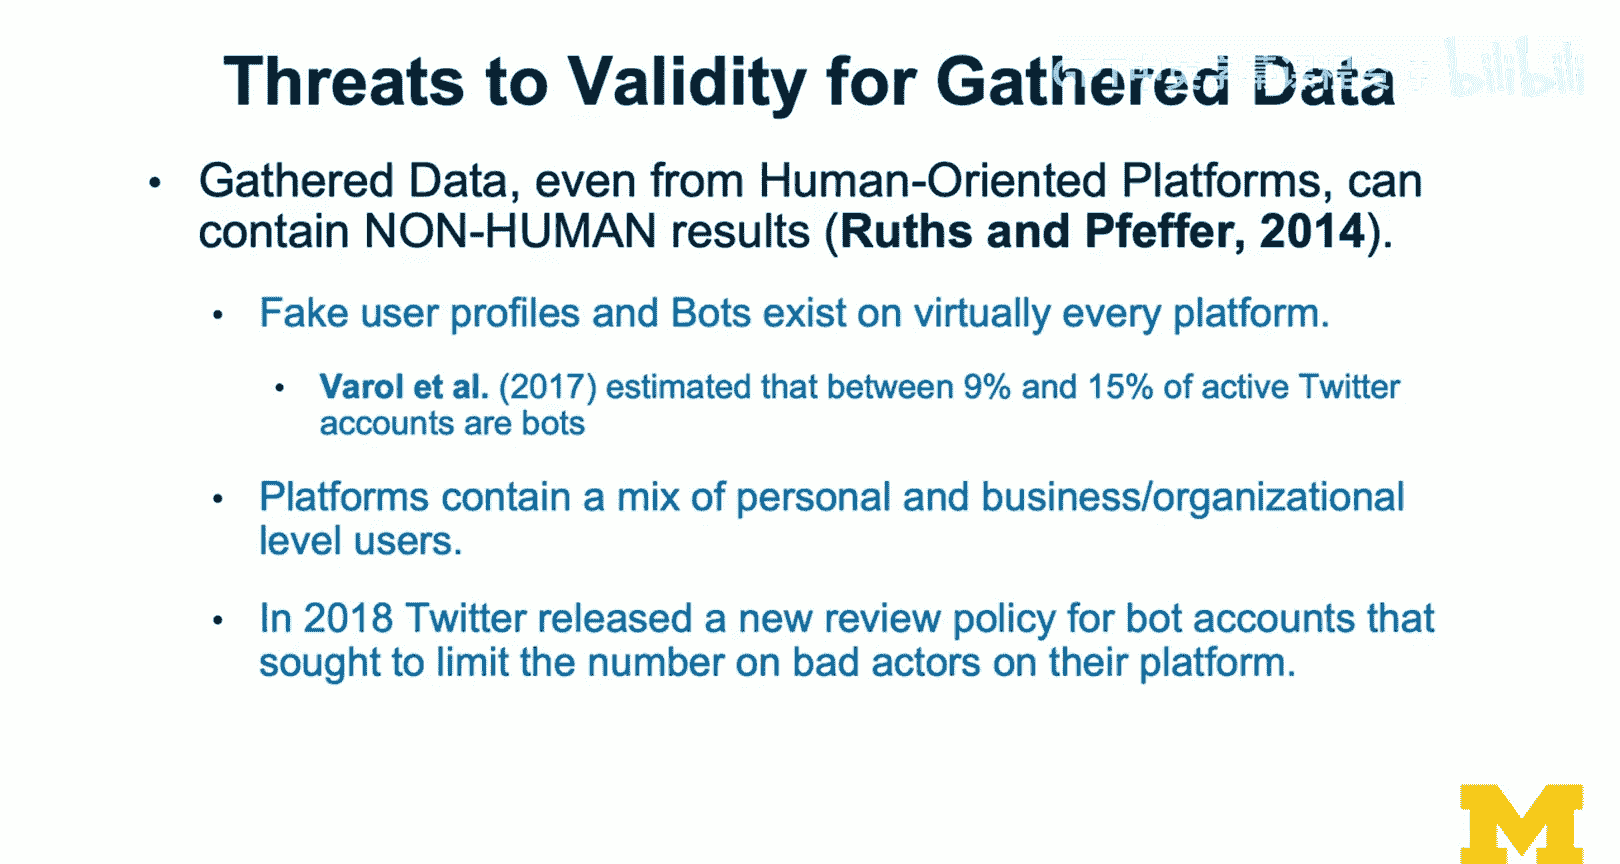 Threats to Validity for Gathered Data
bilibili
• Gathered Data, even from Human-Oriented Platforms, can
contain NON-HUMAN results (Ruths and Pfeffer, 2014).
• Fake user profiles and Bots exist on virtually every platform.
• Varol et al. (2017) estimated that between 9% and 15% of active Twitter
accounts are bots
• Platforms contain a mix of personal and business/organizational
level users.
• In 2018 Twitter released a new review policy for bot accounts that
sought to limit the number on bad actors on their platform.
M